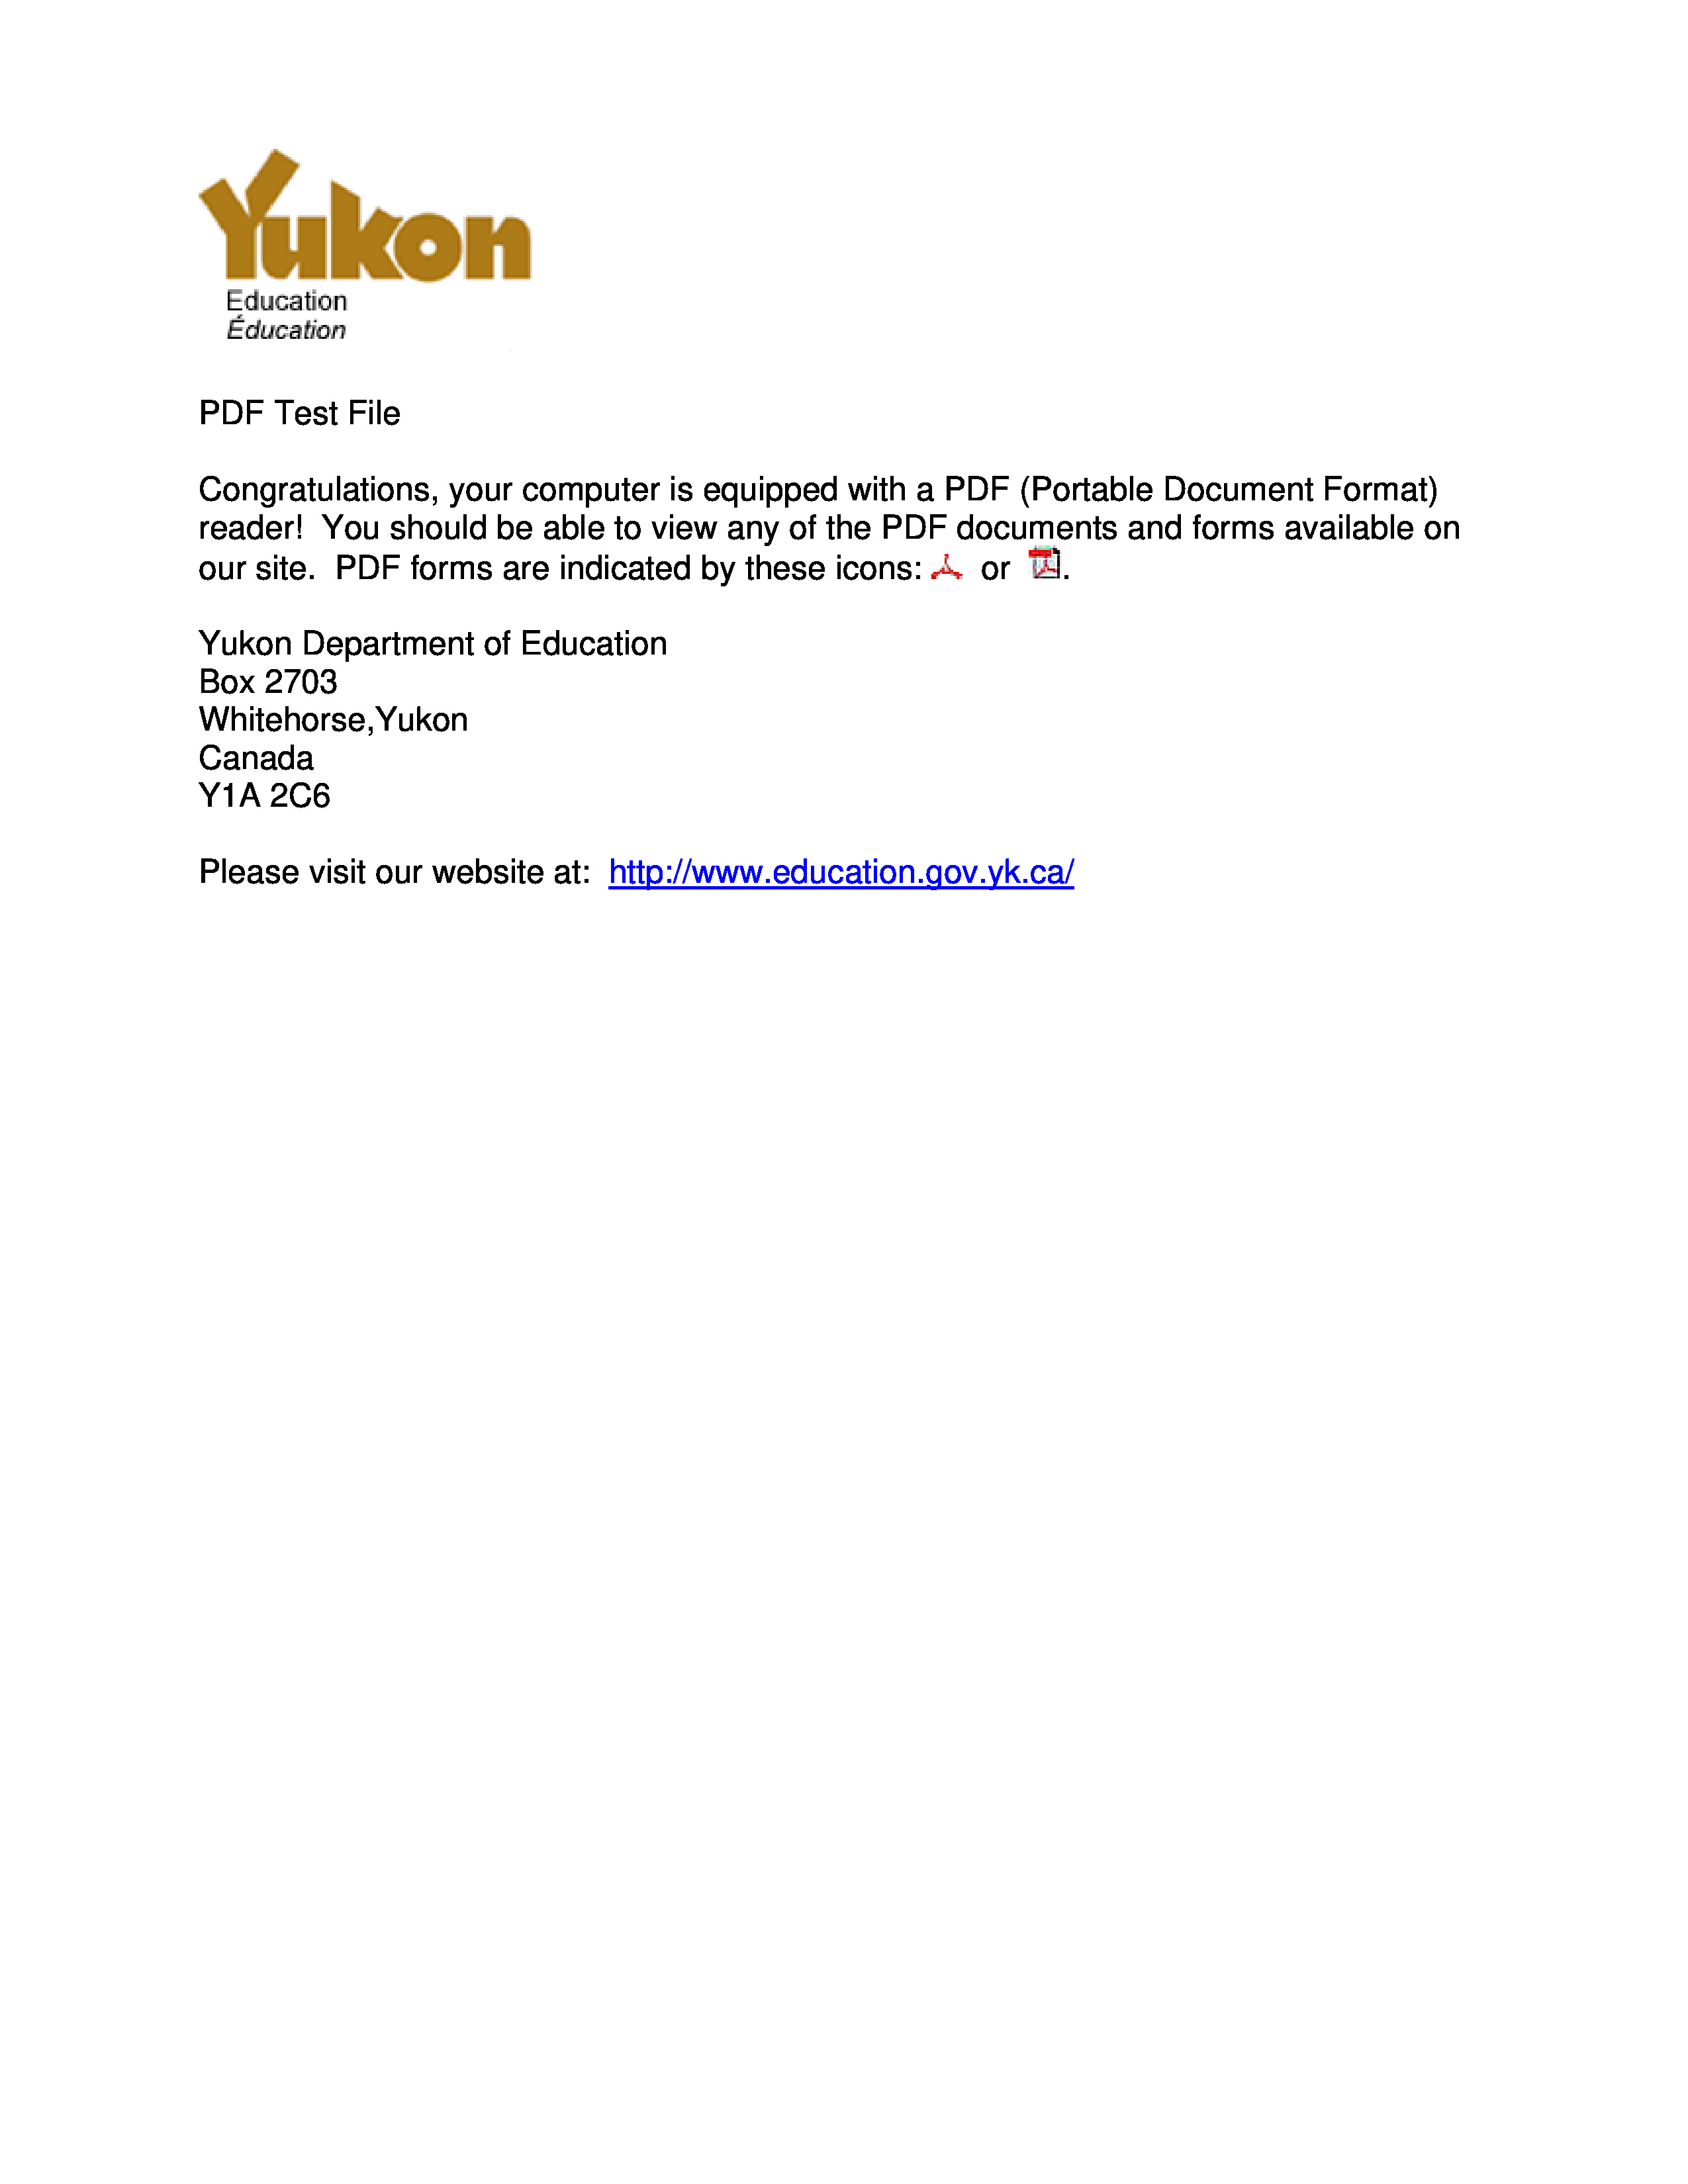 Yukon
Education
Éducation
PDF Test File
Congratulations, your computer is equipped with a PDF (Portable Document Format)
reader!  You should be able to view any of the PDF documents and forms available on
our site.  PDF forms are indicated by these icons:  or .
Yukon Department of Education
Box 2703
Whitehorse,Yukon
Canada
Y1A 2C6
Please visit our website at:  http://www.education.gov.yk.ca/